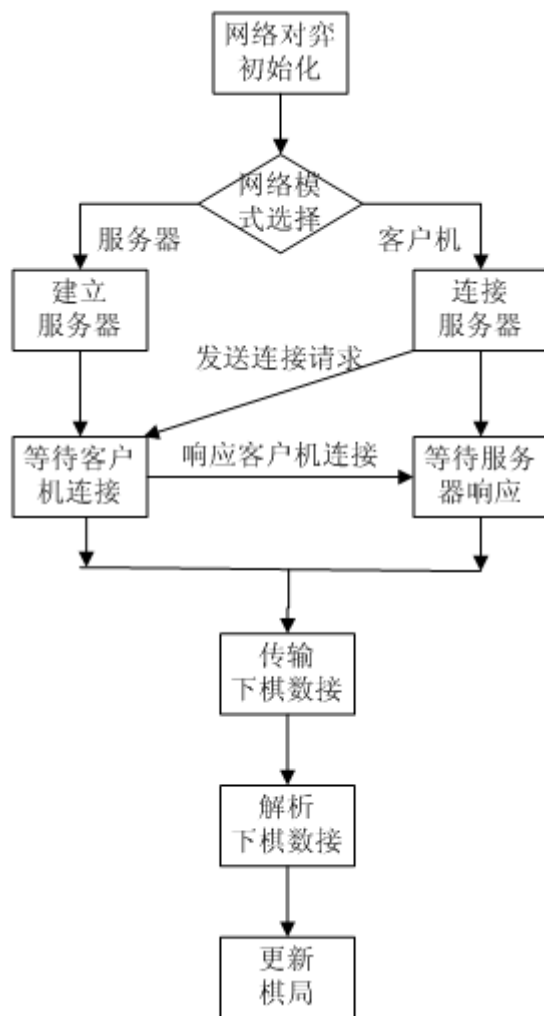 网络对弈
初始化
网络模
式选择
服务器
客户机
建立
服务器
连接
服务器
发送连接请求
等待客户
机连接
响应客户机连接
等待服务
器响应
传输
下棋数接
解析
下棋数接
更新
棋局